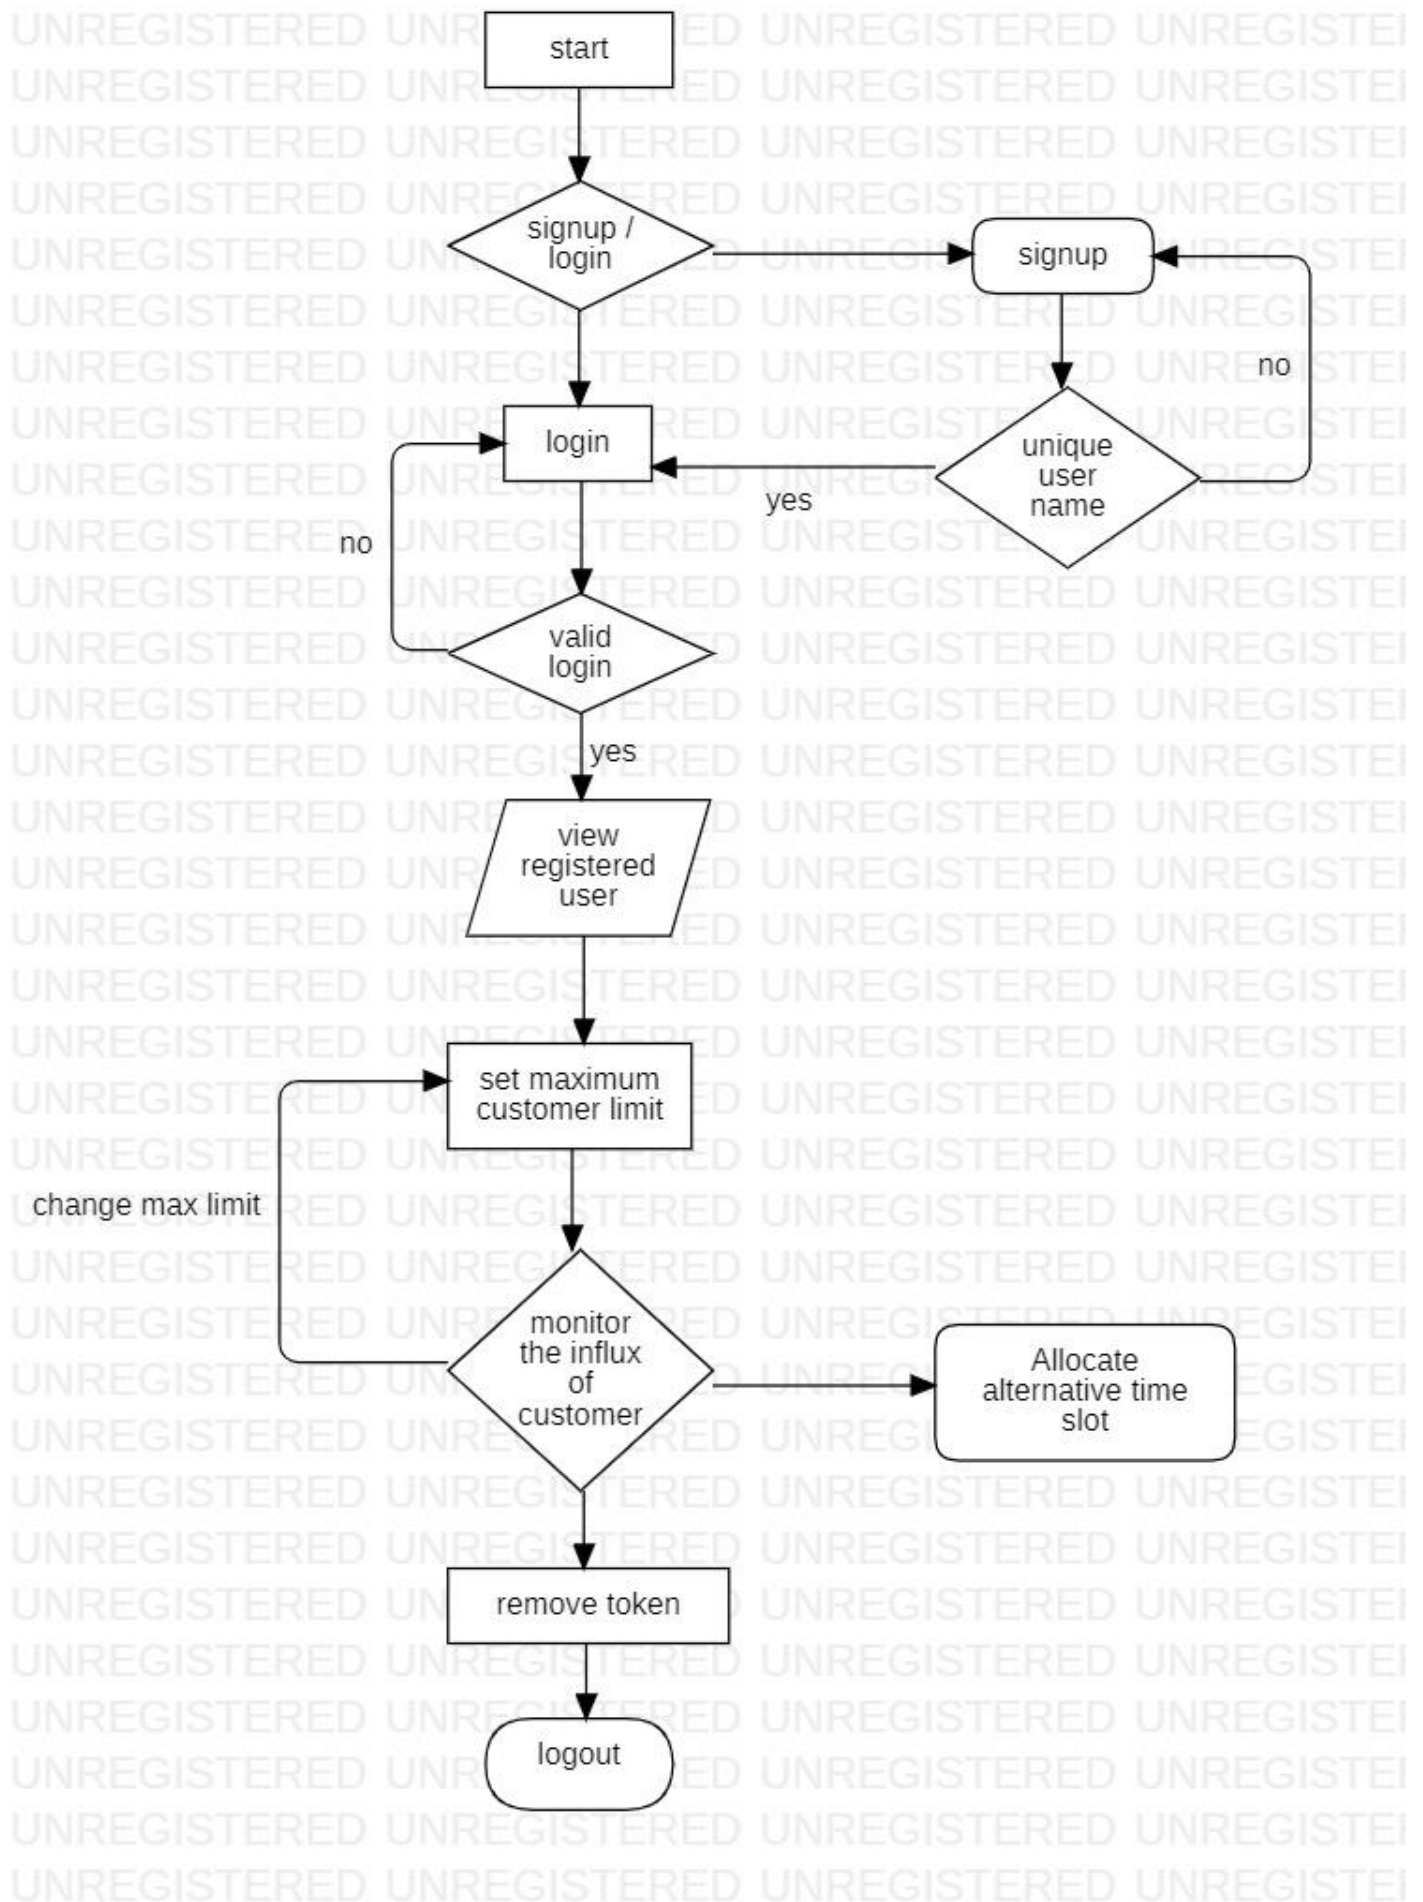 start
signup /
login
signup
no
login
unique
user
name
yes
no
valid
login
yes
view
registered
user
set maximum
customer limit
change max limit
monitor
the influx
of
customer
Allocate
alternative time
slot
remove token
logout
UNREGISTERED